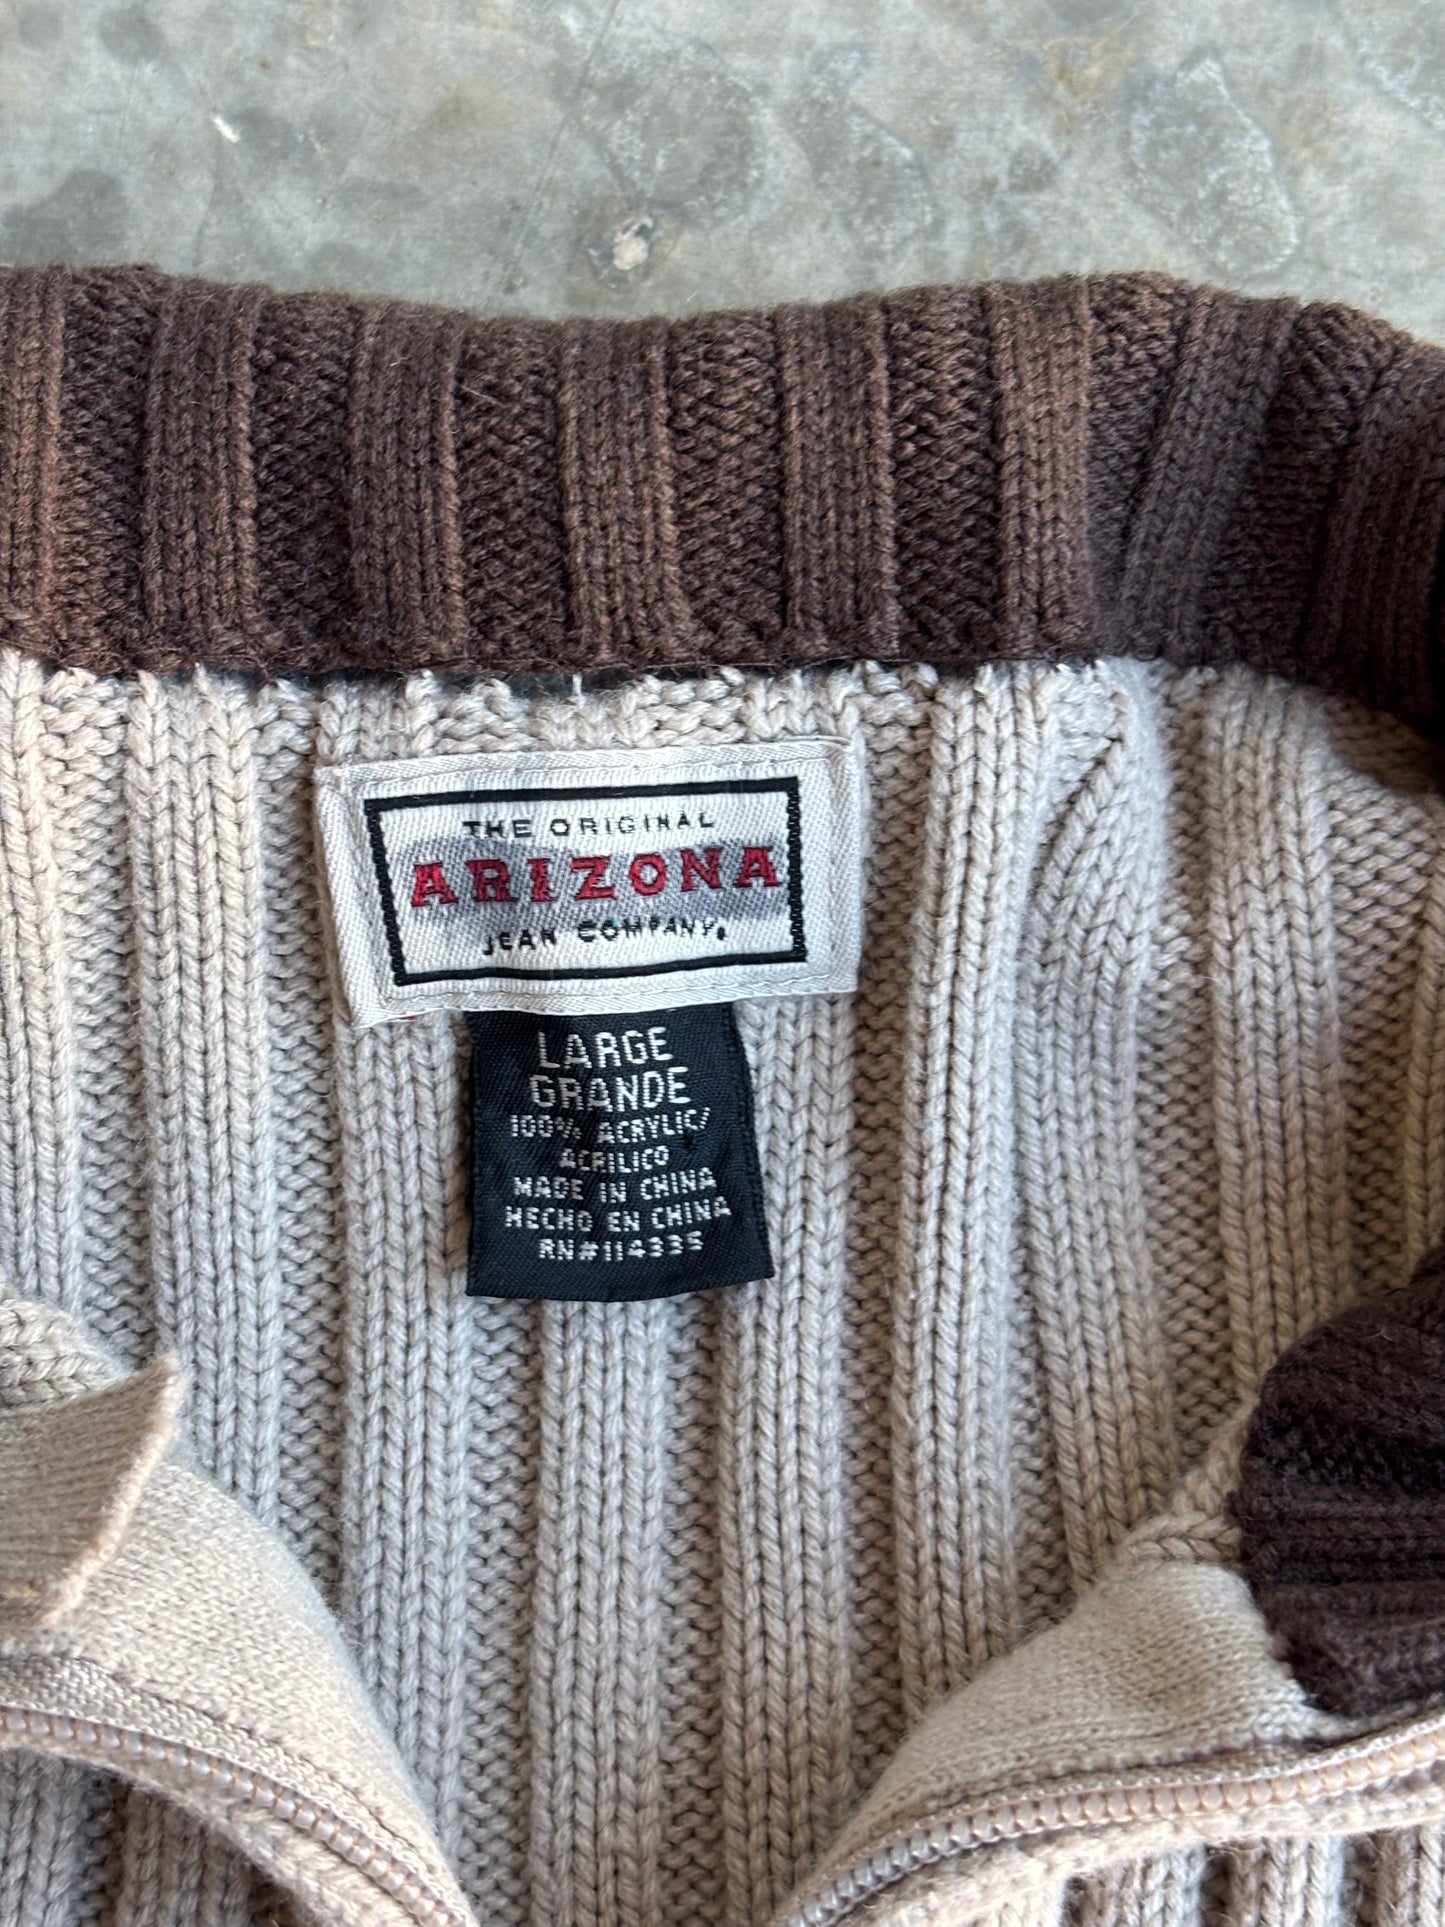 THE ORIGINAL
ARIZONA
JEAN COMPANY.
LARGE
GRANDE
100% ACRYLIC/
ACRILICO
MADE IN CHINA
HECHO EN CHINA
RN#114335